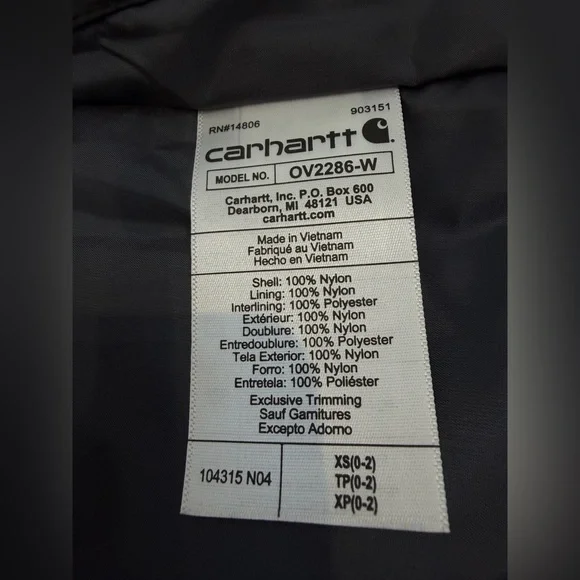 RN#14806 903151
carhartt
MODEL NO. OV2286-W
Carhartt, Inc. P.O. Box 600
Dearborn, MI 48121 USA
carhartt.com
Made in Vietnam
Fabriqué au Vietnam
Hecho en Vietnam
Shell: 100% Nylon
Lining: 100% Nylon
Interlining: 100% Polyester
Extérieur: 100% Nylon
Doublure: 100% Nylon
Entredoublure: 100% Polyester
Tela Exterior: 100% Nylon
Forro: 100% Nylon
Entretela: 100% Poliéster
Exclusive Trimming
Sauf Garnitures
Excepto Adorno
104315 N04
XS(0-2)
TP(0-2)
XP(0-2)